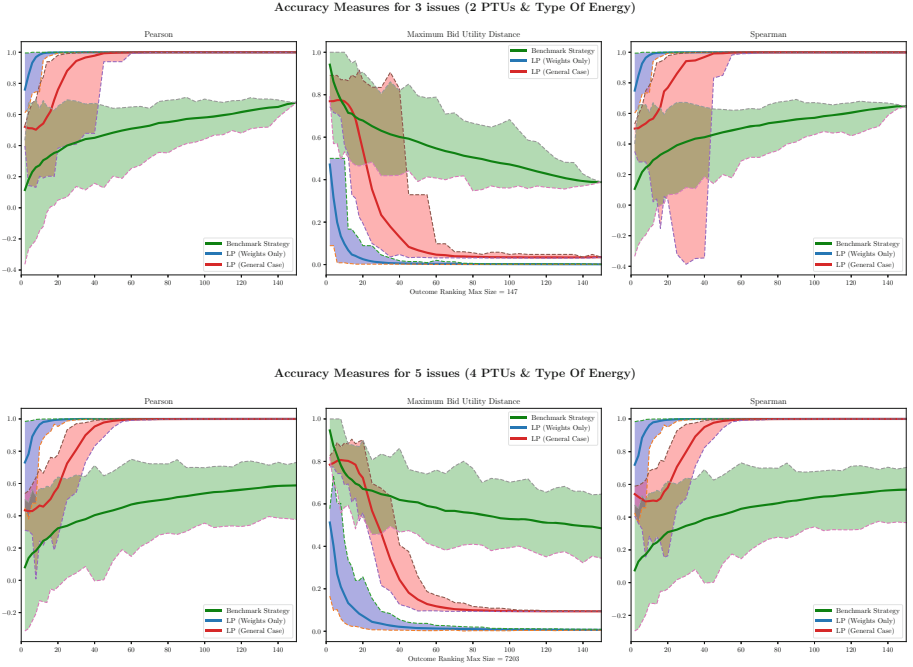 Accuracy Measures for 3 issues (2 PTUs & Type Of Energy)
Pearson
Maximum Bid Utility Distance
Spearman
1.0
0.8
0.6
0.4
0.2
0.0
−0.2
−0.4
0 20 40 60 80 100 120 140
Benchmark Strategy
LP (Weights Only)
LP (General Case)
1.0
0.8
0.6
0.4
0.2
0.0
0 20 40 60 80 100 120 140
Benchmark Strategy
LP (Weights Only)
LP (General Case)
Outcome Ranking Max Size = 147
1.0
0.8
0.6
0.4
0.2
0.0
−0.2
−0.4
0 20 40 60 80 100 120 140
Benchmark Strategy
LP (Weights Only)
LP (General Case)
Accuracy Measures for 5 issues (4 PTUs & Type Of Energy)
Pearson
Maximum Bid Utility Distance
Spearman
1.0
0.8
0.6
0.4
0.2
0.0
−0.2
0 20 40 60 80 100 120 140
Benchmark Strategy
LP (Weights Only)
LP (General Case)
1.0
0.8
0.6
0.4
0.2
0.0
0 20 40 60 80 100 120 140
Benchmark Strategy
LP (Weights Only)
LP (General Case)
Outcome Ranking Max Size = 7203
1.0
0.8
0.6
0.4
0.2
0.0
−0.2
0 20 40 60 80 100 120 140
Benchmark Strategy
LP (Weights Only)
LP (General Case)